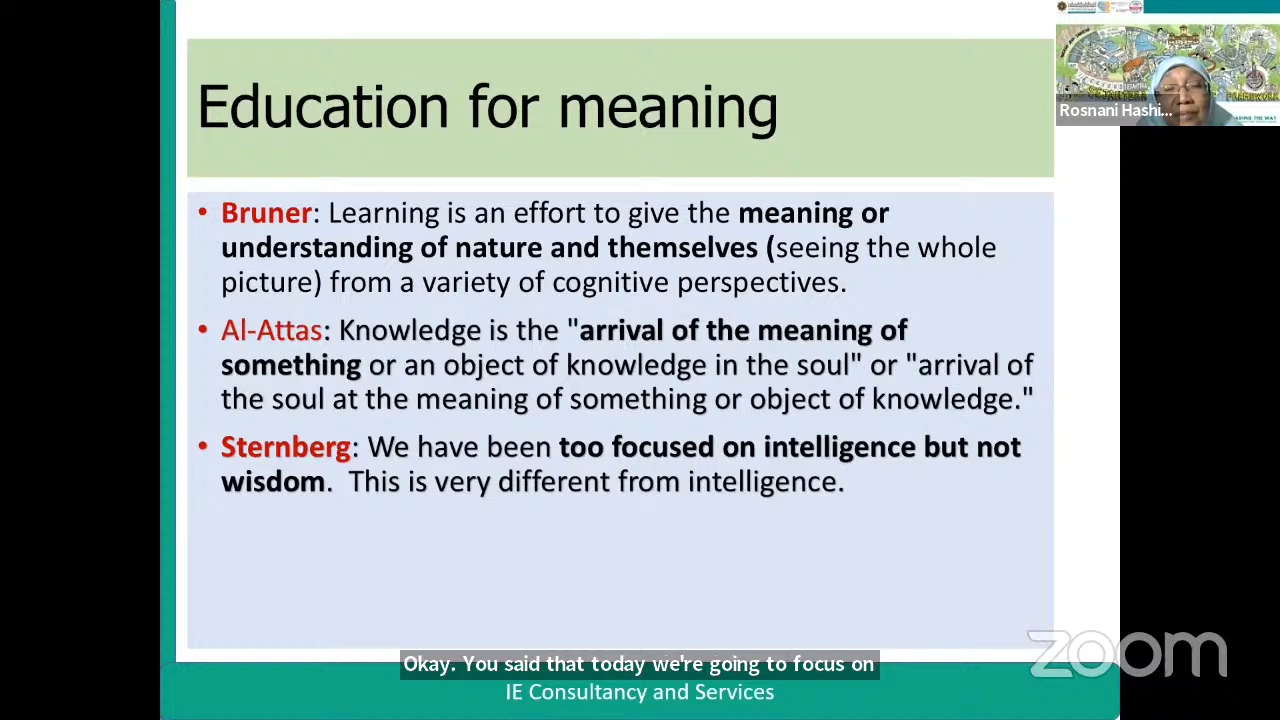 Education for meaning
Rosnani Hashi...
ADING THE WAY
• Bruner: Learning is an effort to give the meaning or
understanding of nature and themselves (seeing the whole
picture) from a variety of cognitive perspectives.
• Al-Attas: Knowledge is the "arrival of the meaning of
something or an object of knowledge in the soul" or "arrival of
the soul at the meaning of something or object of knowledge."
• Sternberg: We have been too focused on intelligence but not
wisdom.  This is very different from intelligence.
zoom
Okay. You said that today we're going to focus on
IE Consultancy and Services